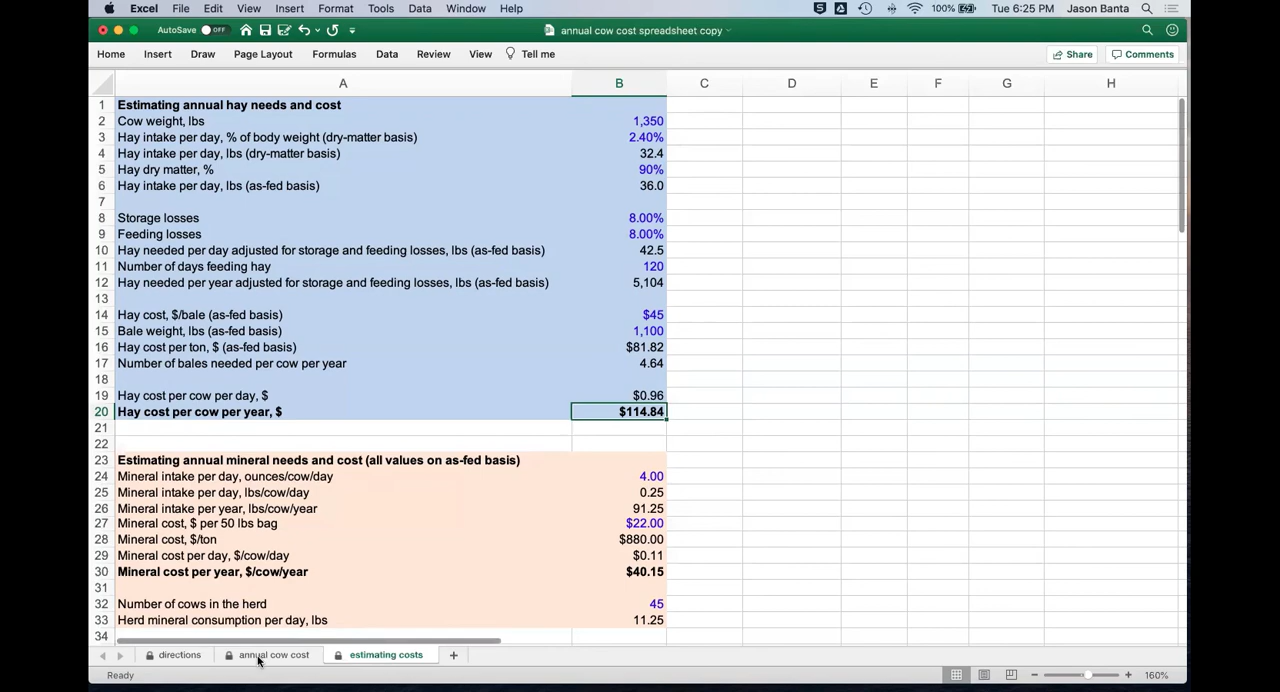 Excel File Edit View Insert Format Tools Data Window Help 100% Tue 6:25 PM Jason Banta
AutoSave OFF annual cow cost spreadsheet copy
Home Insert Draw Page Layout Formulas Data Review View Tell me Share Comments
A B C D E F G H
1 Estimating annual hay needs and cost
2 Cow weight, lbs 1,350
3 Hay intake per day, % of body weight (dry-matter basis) 2.40%
4 Hay intake per day, lbs (dry-matter basis) 32.4
5 Hay dry matter, % 90%
6 Hay intake per day, lbs (as-fed basis) 36.0
7
8 Storage losses 8.00%
9 Feeding losses 8.00%
10 Hay needed per day adjusted for storage and feeding losses, lbs (as-fed basis) 42.5
11 Number of days feeding hay 120
12 Hay needed per year adjusted for storage and feeding losses, lbs (as-fed basis) 5,104
13
14 Hay cost, $/bale (as-fed basis) $45
15 Bale weight, lbs (as-fed basis) 1,100
16 Hay cost per ton, $ (as-fed basis) $81.82
17 Number of bales needed per cow per year 4.64
18
19 Hay cost per cow per day, $ $0.96
20 Hay cost per cow per year, $ $114.84
21
22
23 Estimating annual mineral needs and cost (all values on as-fed basis)
24 Mineral intake per day, ounces/cow/day 4.00
25 Mineral intake per day, lbs/cow/day 0.25
26 Mineral intake per year, lbs/cow/year 91.25
27 Mineral cost, $ per 50 lbs bag $22.00
28 Mineral cost, $/ton $880.00
29 Mineral cost per day, $/cow/day $0.11
30 Mineral cost per year, $/cow/year $40.15
31
32 Number of cows in the herd 45
33 Herd mineral consumption per day, lbs 11.25
34
directions annual cow cost estimating costs +
Ready 160%